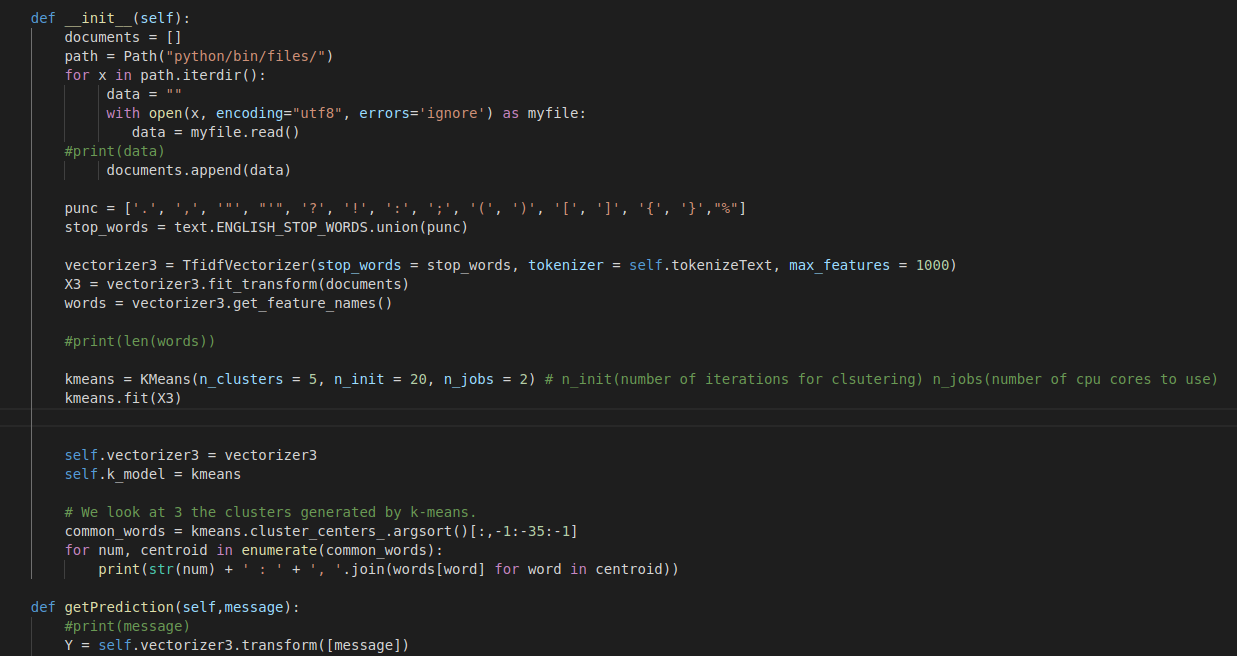 def __init__(self):
documents = []
path = Path("python/bin/files/")
for x in path.iterdir():
data = ""
with open(x, encoding="utf8", errors='ignore') as myfile:
data = myfile.read()
#print(data)
documents.append(data)
punc = ['.', ',', '"', "'", '?', '!', ':', ';', '(', ')', '[', ']', '{', '}',"%"]
stop_words = text.ENGLISH_STOP_WORDS.union(punc)
vectorizer3 = TfidfVectorizer(stop_words = stop_words, tokenizer = self.tokenizeText, max_features = 1000)
X3 = vectorizer3.fit_transform(documents)
words = vectorizer3.get_feature_names()
#print(len(words))
kmeans = KMeans(n_clusters = 5, n_init = 20, n_jobs = 2) # n_init(number of iterations for clsutering) n_jobs(number of cpu cores to use)
kmeans.fit(X3)
self.vectorizer3 = vectorizer3
self.k_model = kmeans
# We look at 3 the clusters generated by k-means.
common_words = kmeans.cluster_centers_.argsort()[:,-1:-35:-1]
for num, centroid in enumerate(common_words):
print(str(num) + ' : ' + ', '.join(words[word] for word in centroid))
def getPrediction(self,message):
#print(message)
Y = self.vectorizer3.transform([message])